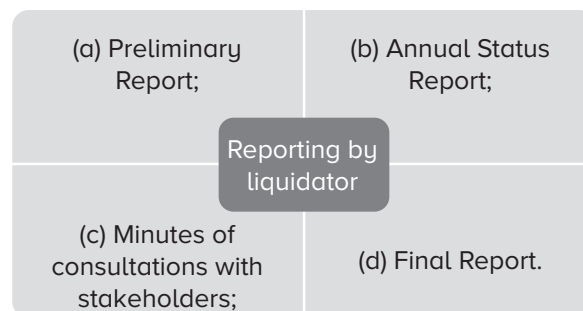 (a) Preliminary
Report;
(b) Annual Status
Report;
Reporting by
liquidator
(c) Minutes of
consultations with
stakeholders;
(d) Final Report.